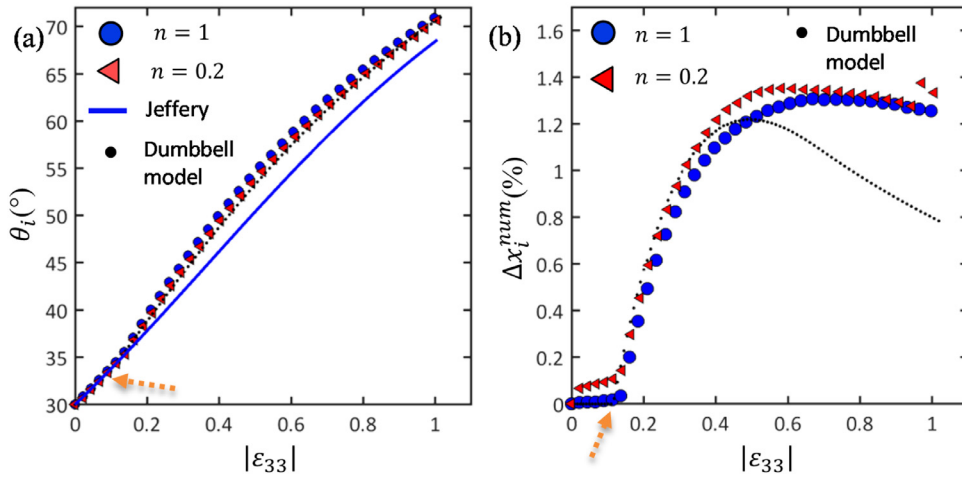 (a)
n = 1
n = 0.2
Jeffery
Dumbbell
model
θᵢ(°)
70
65
60
55
50
45
40
35
30
0
0.2
0.4
0.6
0.8
1
|ε₃₃|
(b)
n = 1
n = 0.2
Dumbbell
model
Δxᵢⁿᵘᵐ(%)
1.6
1.4
1.2
1
0.8
0.6
0.4
0.2
0
0
0.2
0.4
0.6
0.8
1
|ε₃₃|